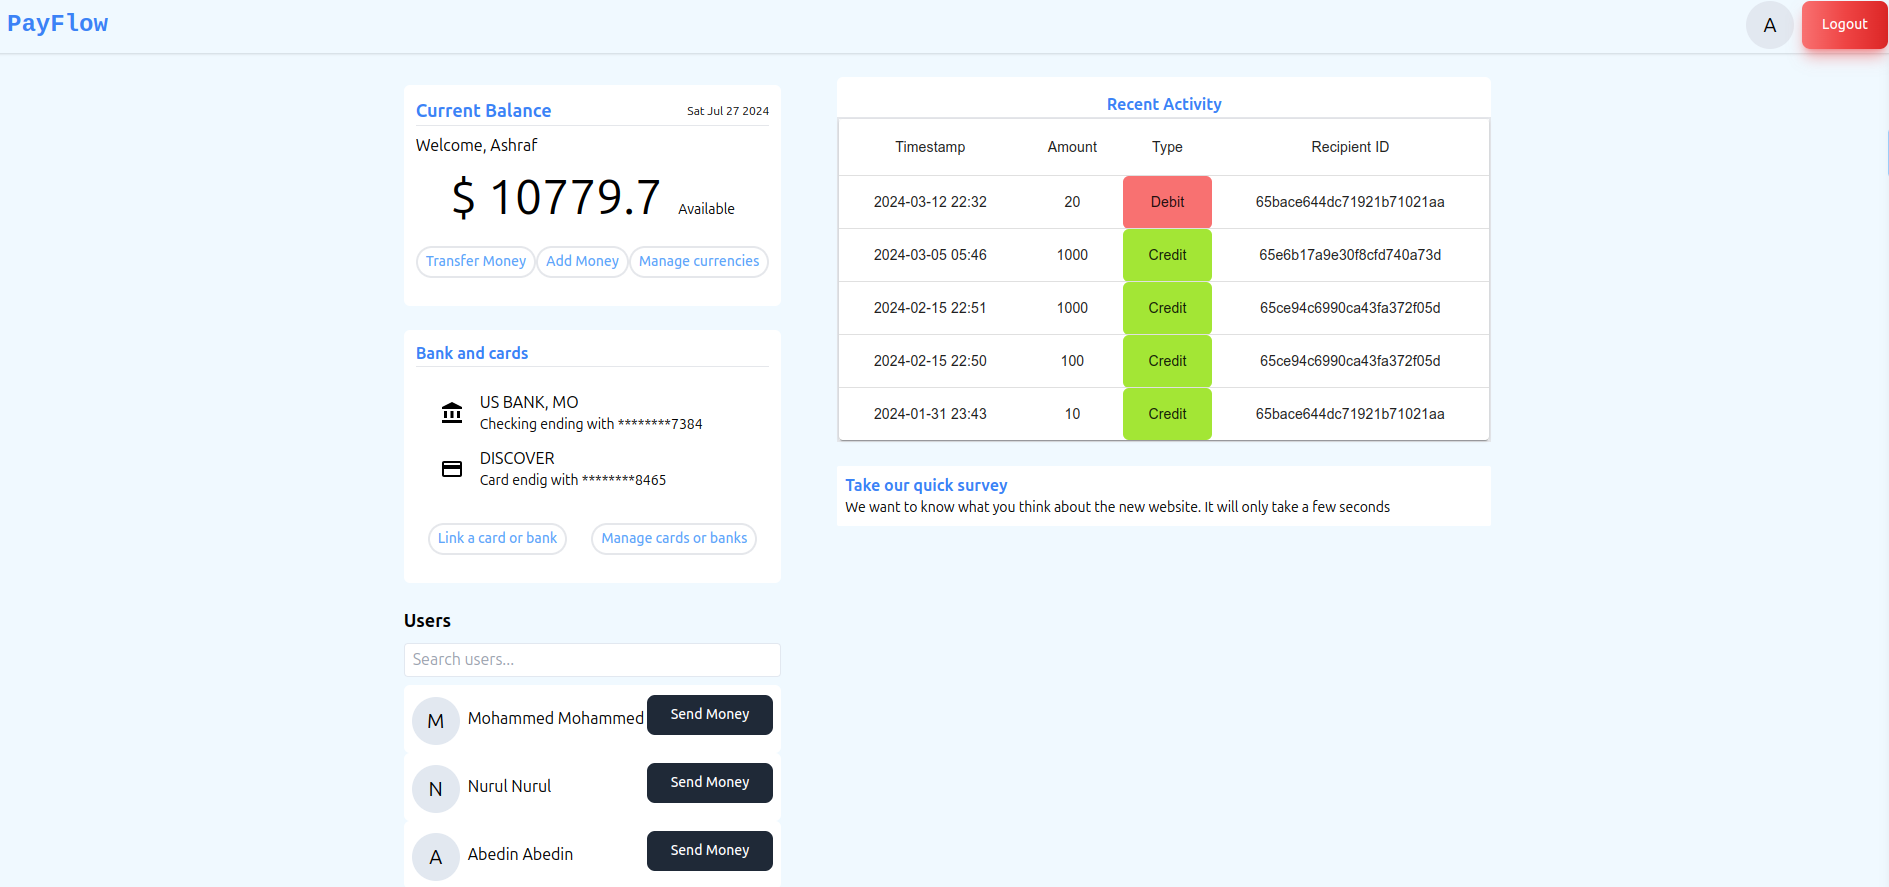 PayFlow
A
Logout
Current Balance
Sat Jul 27 2024
Welcome, Ashraf
$ 10779.7 Available
Transfer Money Add Money Manage currencies
Bank and cards
US BANK, MO
Checking ending with ********7384
DISCOVER
Card endig with ********8465
Link a card or bank Manage cards or banks
Users
Search users...
M Mohammed Mohammed Send Money
N Nurul Nurul Send Money
A Abedin Abedin Send Money
Recent Activity
Timestamp Amount Type Recipient ID
2024-03-12 22:32 20 Debit 65bace644dc71921b71021aa
2024-03-05 05:46 1000 Credit 65e6b17a9e30f8cfd740a73d
2024-02-15 22:51 1000 Credit 65ce94c6990ca43fa372f05d
2024-02-15 22:50 100 Credit 65ce94c6990ca43fa372f05d
2024-01-31 23:43 10 Credit 65bace644dc71921b71021aa
Take our quick survey
We want to know what you think about the new website. It will only take a few seconds